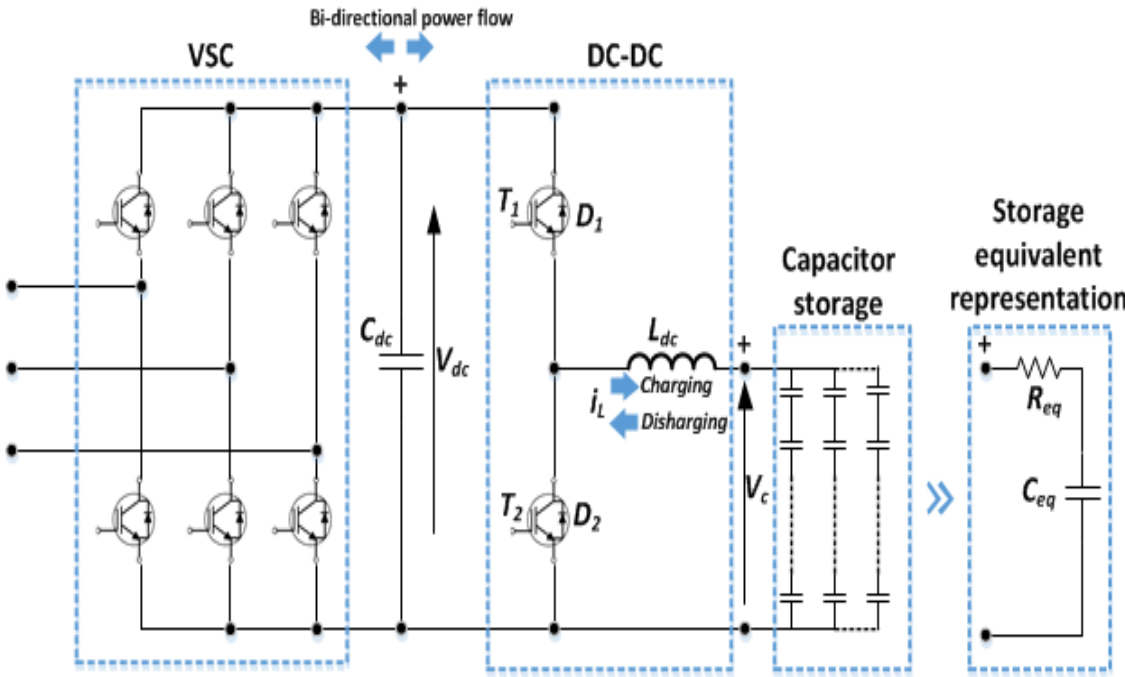 Bi-directional power flow
VSC
DC-DC
+
T1
D1
Storage
equivalent
representation
Capacitor
storage
Cdc
Vdc
Ldc
+
+
iL
Charging
Disharging
Req
Vc
Ceq
T2
D2